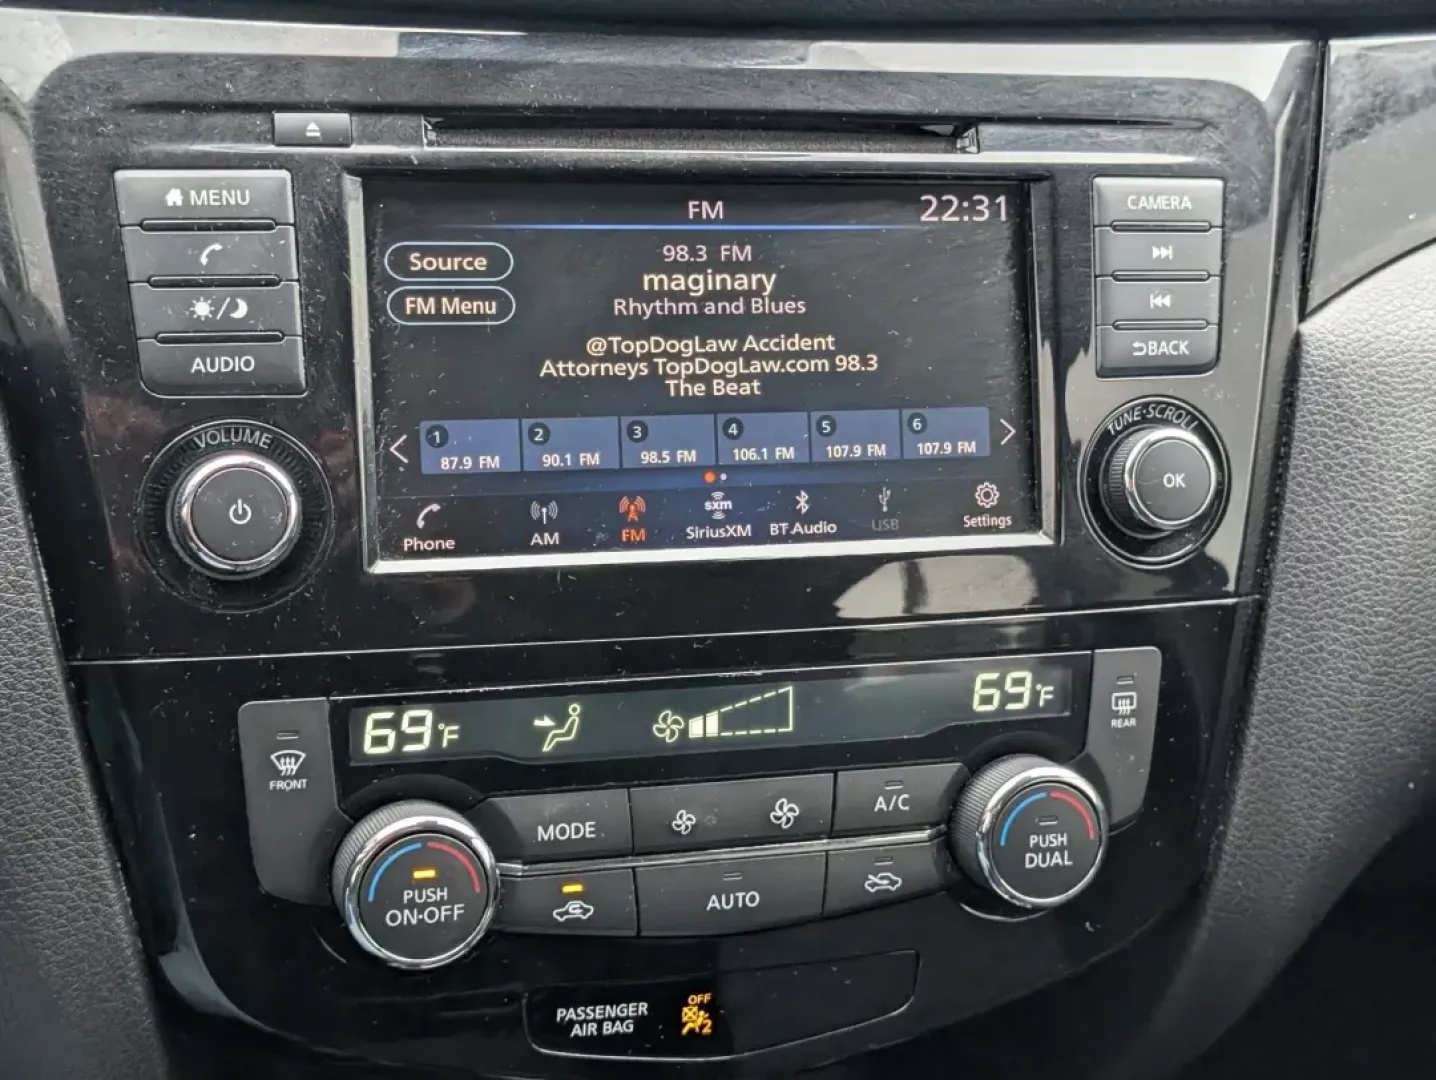 MENU
AUDIO
VOLUME
FM
22:31
Source
FM Menu
98.3 FM
maginary
Rhythm and Blues
@TopDogLaw Accident
Attorneys TopDogLaw.com 98.3
The Beat
1
87.9 FM
2
90.1 FM
3
98.5 FM
4
106.1 FM
5
107.9 FM
6
107.9 FM
Phone
AM
FM
sxm
SiriusXM
BT Audio
USB
Settings
CAMERA
BACK
TUNE·SCROLL
OK
69°F
69°F
FRONT
REAR
PUSH
ON·OFF
MODE
A/C
AUTO
PUSH
DUAL
PASSENGER
AIR BAG
OFF
2